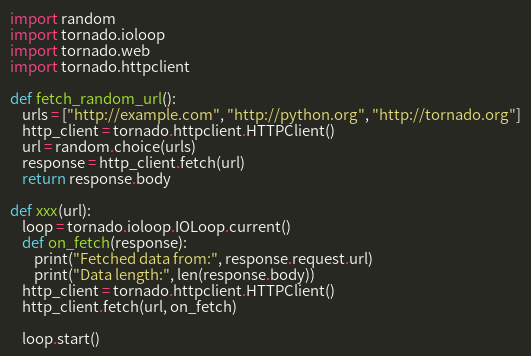 import random
import tornado.ioloop
import tornado.web
import tornado.httpclient

def fetch_random_url():
    urls = ["http://example.com", "http://python.org", "http://tornado.org"]
    http_client = tornado.httpclient.HTTPClient()
    url = random.choice(urls)
    response = http_client.fetch(url)
    return response.body

def xxx(url):
    loop = tornado.ioloop.IOLoop.current()
    def on_fetch(response):
        print("Fetched data from:", response.request.url)
        print("Data length:", len(response.body))
    http_client = tornado.httpclient.HTTPClient()
    http_client.fetch(url, on_fetch)

    loop.start()